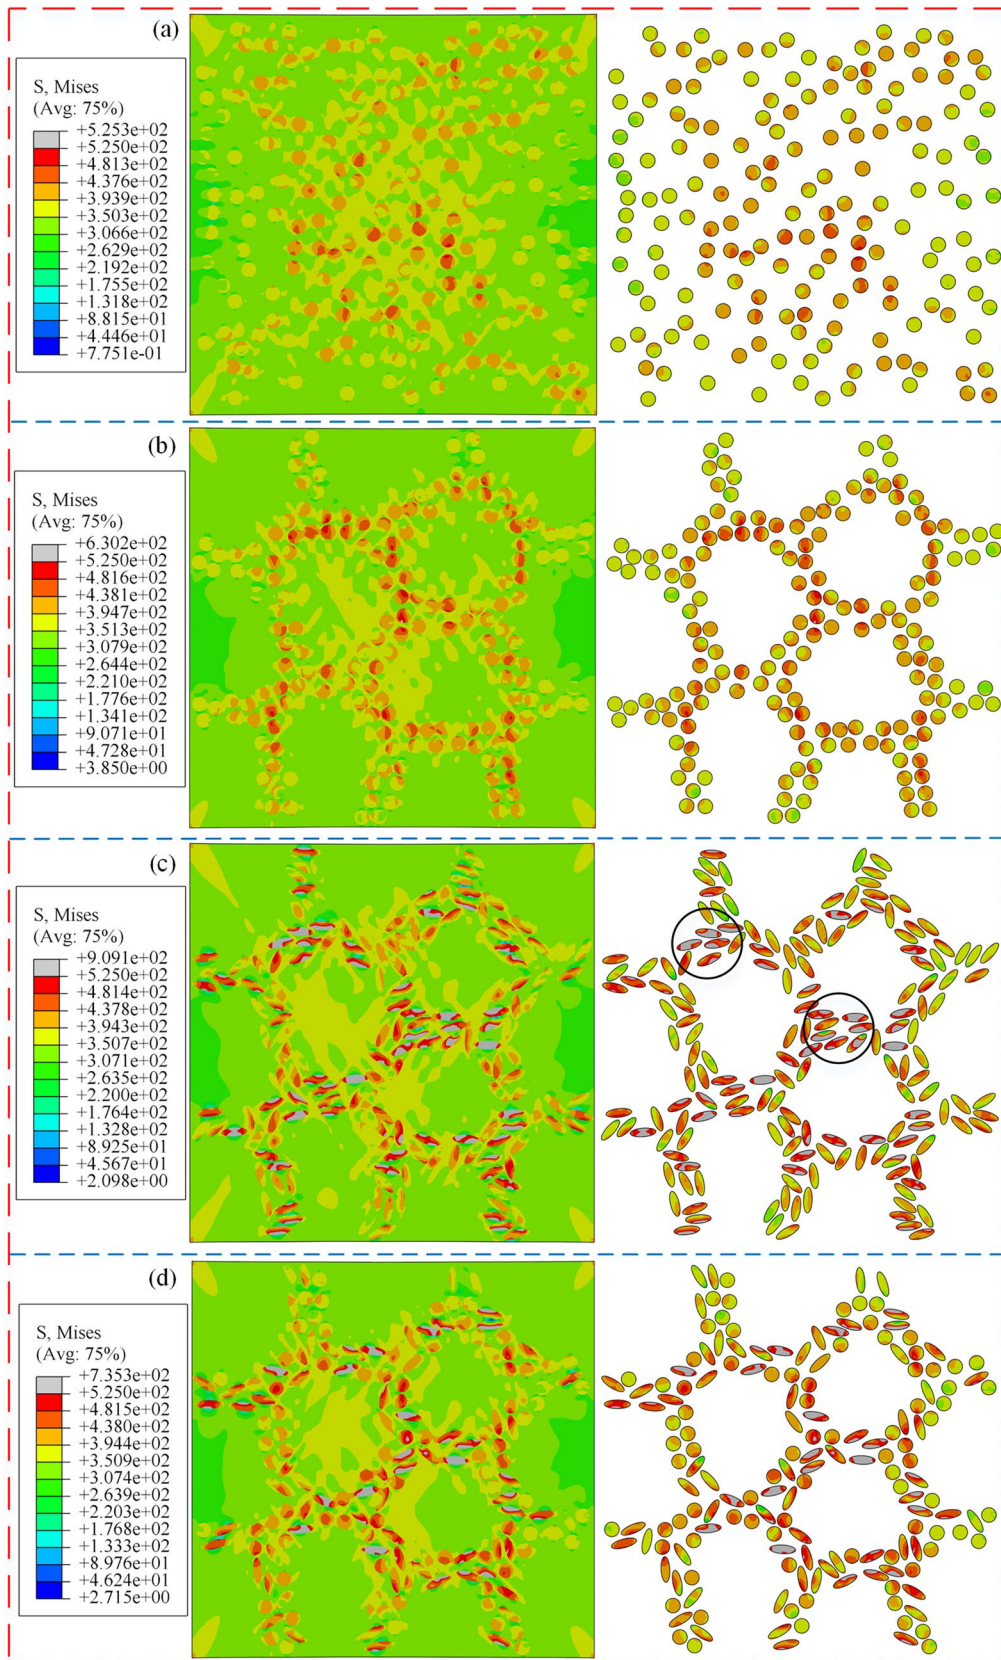 (a)
S, Mises
(Avg: 75%)
+5.253e+02
+5.250e+02
+4.813e+02
+4.376e+02
+3.939e+02
+3.503e+02
+3.066e+02
+2.629e+02
+2.192e+02
+1.755e+02
+1.318e+02
+8.815e+01
+4.446e+01
+7.751e-01
(b)
S, Mises
(Avg: 75%)
+6.302e+02
+5.250e+02
+4.816e+02
+4.381e+02
+3.947e+02
+3.513e+02
+3.079e+02
+2.644e+02
+2.210e+02
+1.776e+02
+1.341e+02
+9.071e+01
+4.728e+01
+3.850e+00
(c)
S, Mises
(Avg: 75%)
+9.091e+02
+5.250e+02
+4.814e+02
+4.378e+02
+3.943e+02
+3.507e+02
+3.071e+02
+2.635e+02
+2.200e+02
+1.764e+02
+1.328e+02
+8.925e+01
+4.567e+01
+2.098e+00
(d)
S, Mises
(Avg: 75%)
+7.353e+02
+5.250e+02
+4.815e+02
+4.380e+02
+3.944e+02
+3.509e+02
+3.074e+02
+2.639e+02
+2.203e+02
+1.768e+02
+1.333e+02
+8.976e+01
+4.624e+01
+2.715e+00